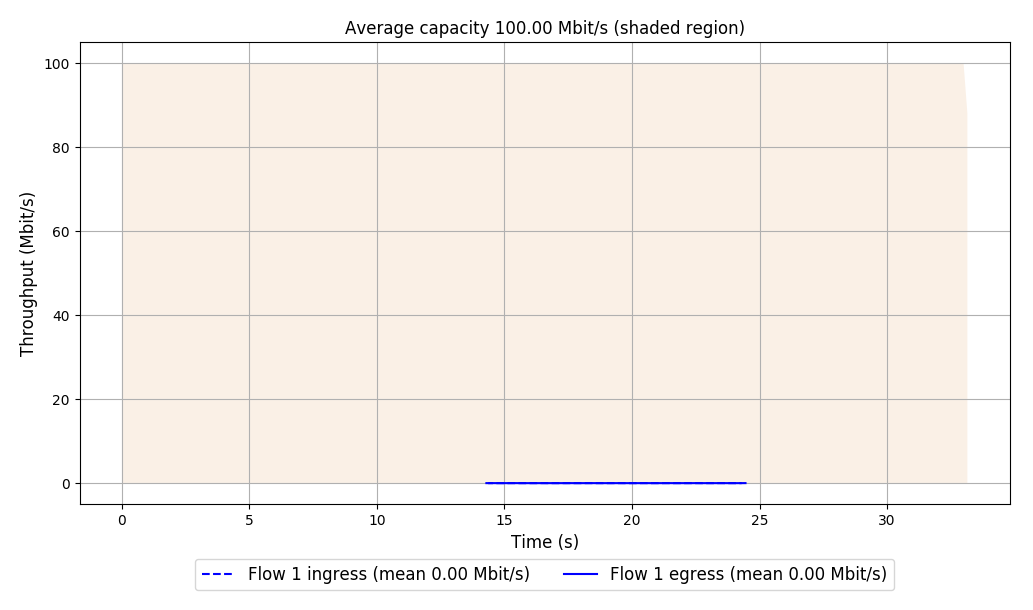 Average capacity 100.00 Mbit/s (shaded region)
100
80
60
40
20
0
Throughput (Mbit/s)
0 5 10 15 20 25 30
Time (s)
Flow 1 ingress (mean 0.00 Mbit/s) Flow 1 egress (mean 0.00 Mbit/s)